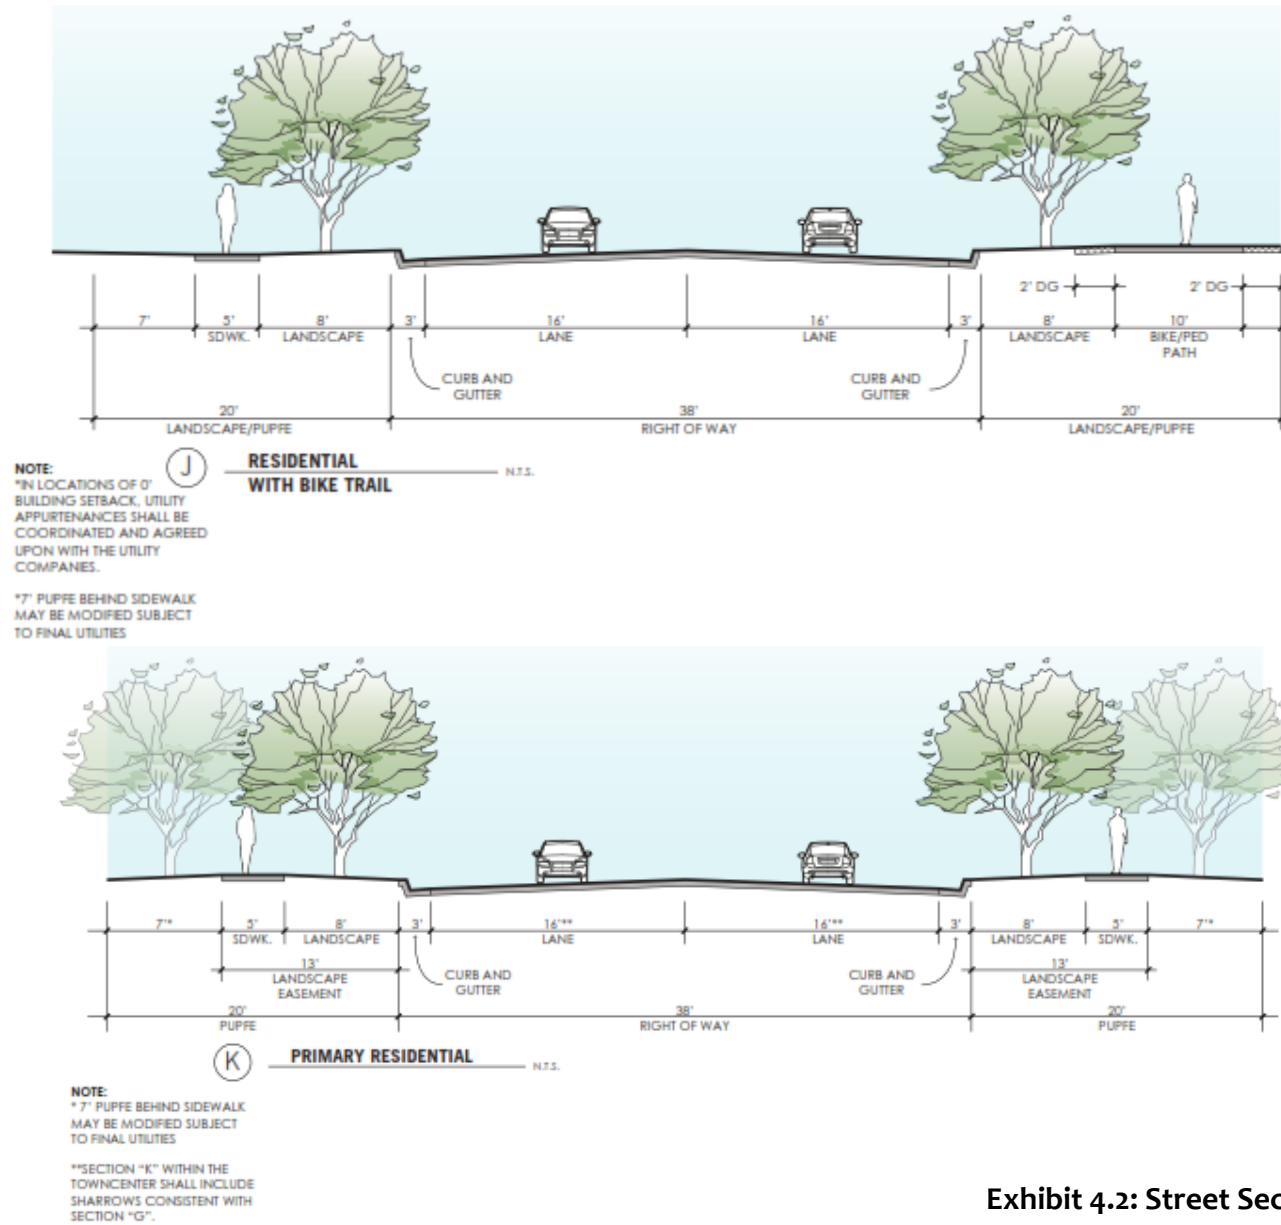 2' DG
2' DG
7' 5' 8' 3' 16' 16' 3' 8' 10'
SDWK. LANDSCAPE LANE LANE LANDSCAPE BIKE/PED
PATH
CURB AND
GUTTER
CURB AND
GUTTER
20' 38' 20'
LANDSCAPE/PUPFE RIGHT OF WAY LANDSCAPE/PUPFE
J
RESIDENTIAL
WITH BIKE TRAIL
N.T.S.
NOTE:
*IN LOCATIONS OF 0'
BUILDING SETBACK, UTILITY
APPURTENANCES SHALL BE
COORDINATED AND AGREED
UPON WITH THE UTILITY
COMPANIES.
*7' PUPFE BEHIND SIDEWALK
MAY BE MODIFIED SUBJECT
TO FINAL UTILITIES
7'* 5' 8' 3' 16'** 16'** 3' 8' 5' 7'*
SDWK. LANDSCAPE LANE LANE LANDSCAPE SDWK.
13'
LANDSCAPE
EASEMENT
CURB AND
GUTTER
CURB AND
GUTTER
13'
LANDSCAPE
EASEMENT
20' 38' 20'
PUPFE RIGHT OF WAY PUPFE
K
PRIMARY RESIDENTIAL
N.T.S.
NOTE:
* 7' PUPFE BEHIND SIDEWALK
MAY BE MODIFIED SUBJECT
TO FINAL UTILITIES
**SECTION "K" WITHIN THE
TOWNCENTER SHALL INCLUDE
SHARROWS CONSISTENT WITH
SECTION "G".
Exhibit 4.2: Street Sec